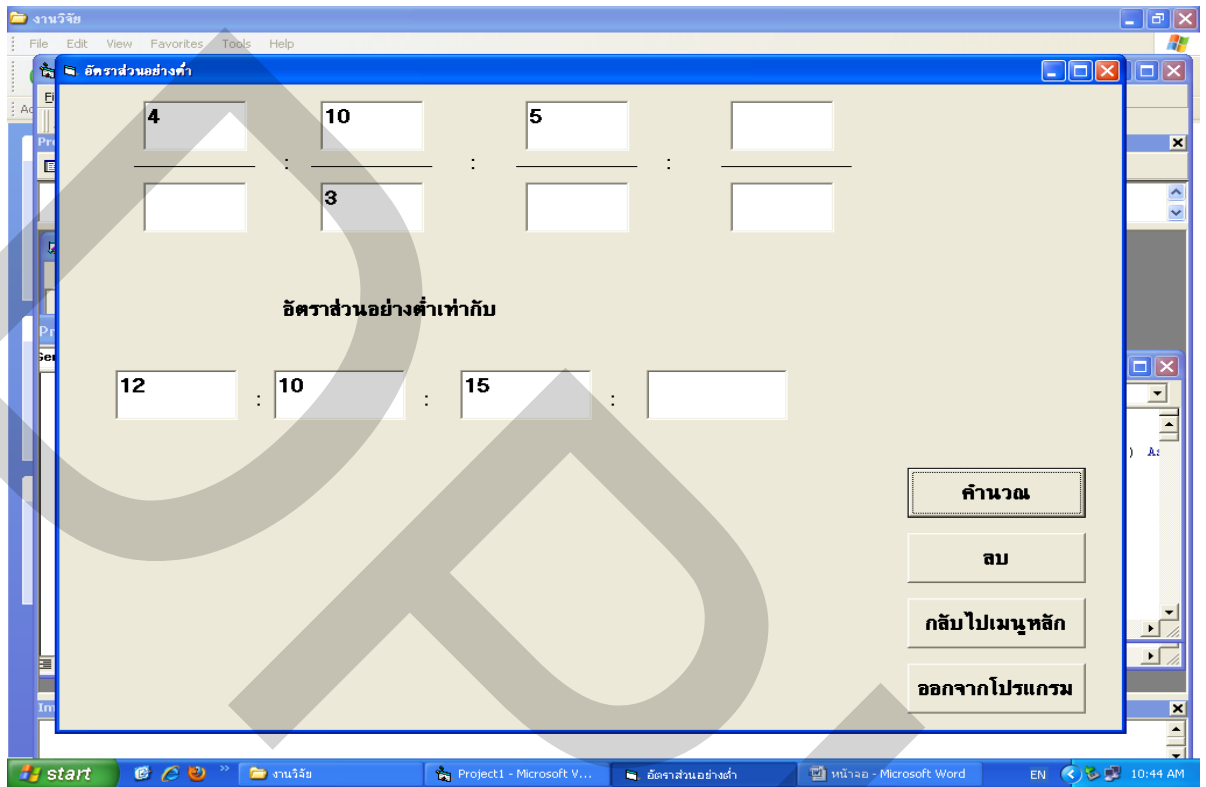 งานวิจัย
File Edit View Favorites Tools Help
อัตราส่วนอย่างต่ำ
4 : 10 : 5 :
3
อัตราส่วนอย่างต่ำเท่ากับ
12 : 10 : 15 :
คำนวณ
ลบ
กลับไปเมนูหลัก
ออกจากโปรแกรม
start งานวิจัย Project1 - Microsoft V... อัตราส่วนอย่างต่ำ หน้าจอ - Microsoft Word EN 10:44 AM